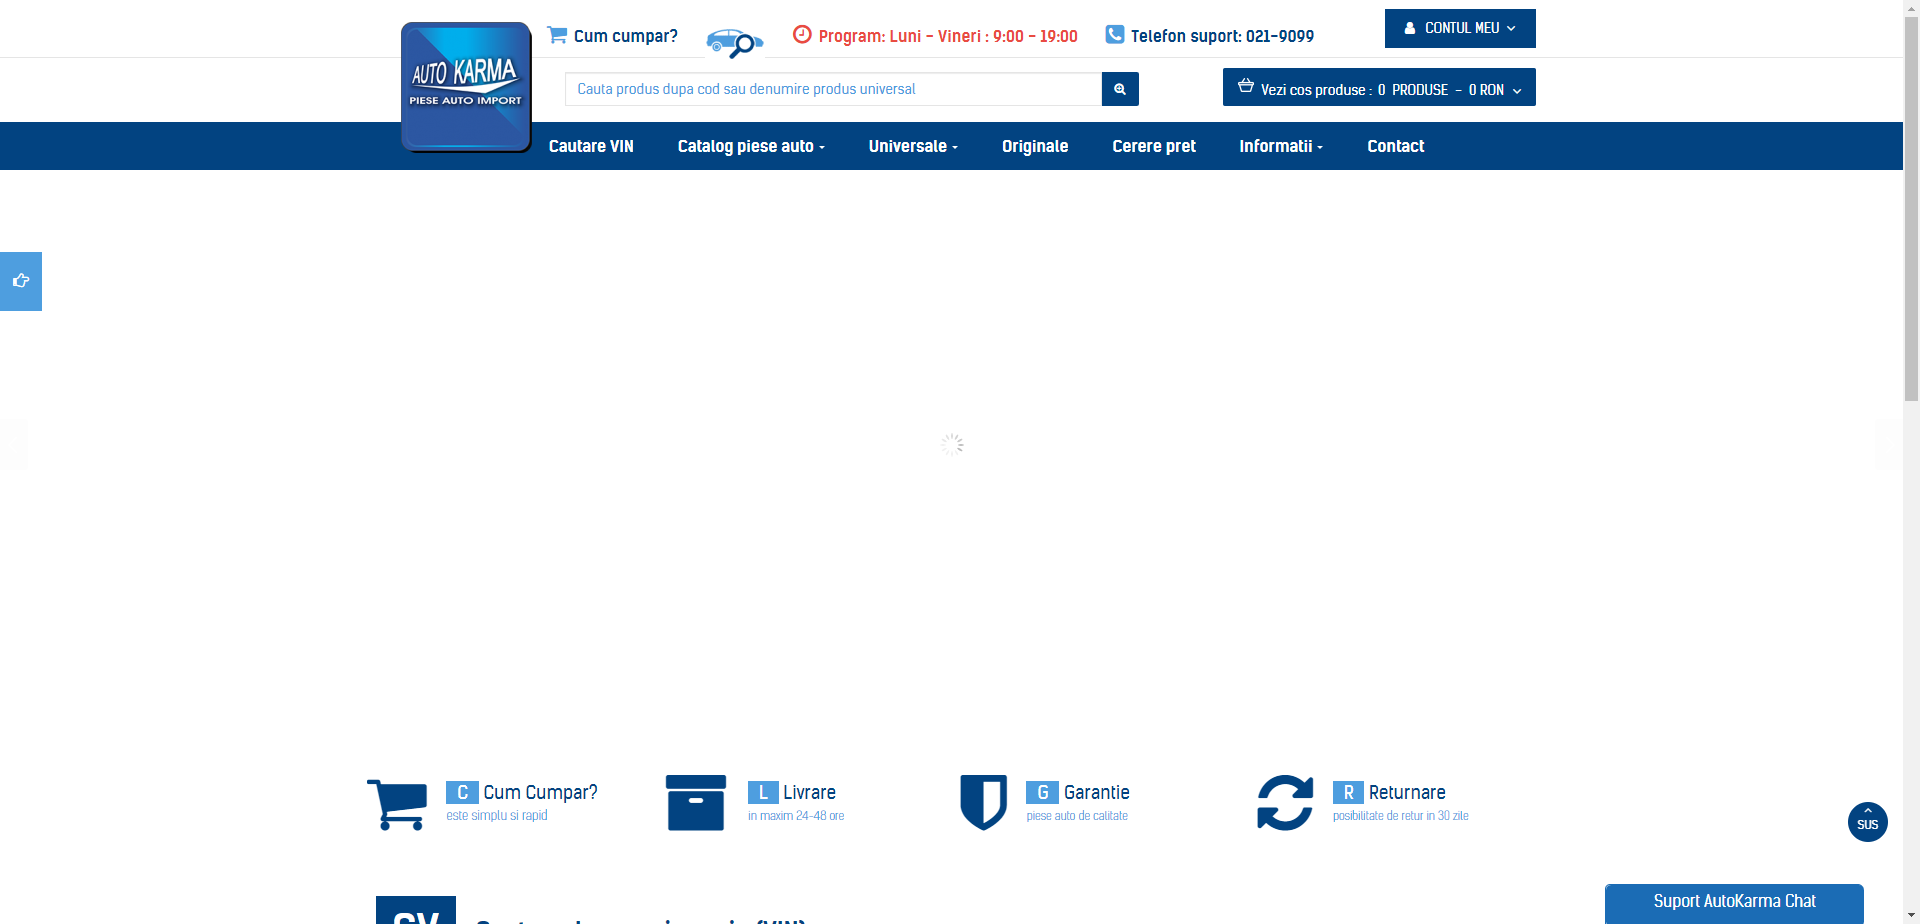 Cum cumpar?
Program: Luni - Vineri : 9:00 - 19:00
Telefon suport: 021-9099
CONTUL MEU
AUTO KARMA
PIESE AUTO IMPORT
Cauta produs dupa cod sau denumire produs universal
Vezi cos produse : 0 PRODUSE - 0 RON
Cautare VIN
Catalog piese auto
Universale
Originale
Cerere pret
Informatii
Contact
C Cum Cumpar?
este simplu si rapid
L Livrare
in maxim 24-48 ore
G Garantie
piese auto de calitate
R Returnare
posibilitate de retur in 30 zile
SUS
Suport AutoKarma Chat